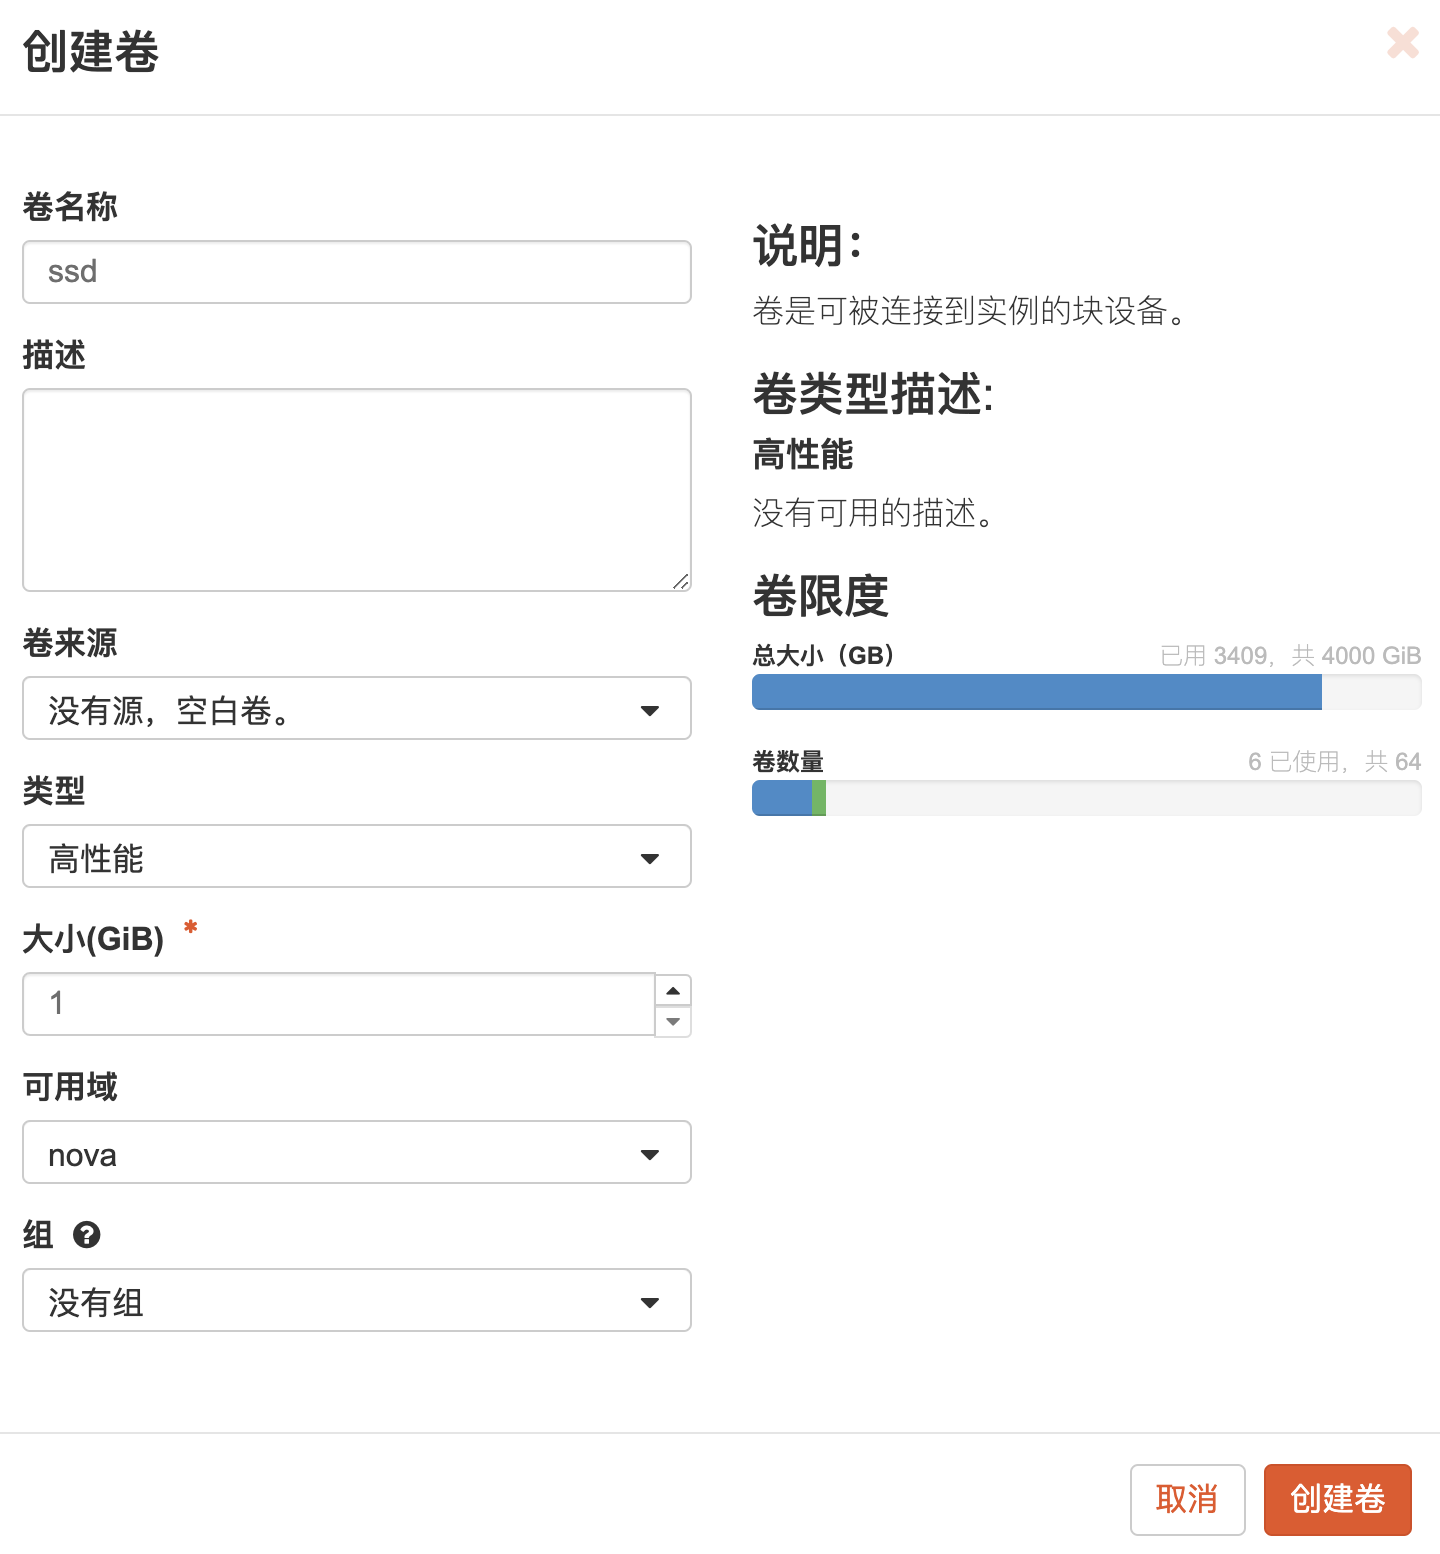 创建卷
卷名称
ssd
描述
卷来源
没有源，空白卷。
类型
高性能
大小(GiB) *
1
可用域
nova
组
没有组
说明：
卷是可被连接到实例的块设备。
卷类型描述:
高性能
没有可用的描述。
卷限度
总大小（GB） 已用 3409，共 4000 GiB
卷数量 6 已使用，共 64
取消 创建卷